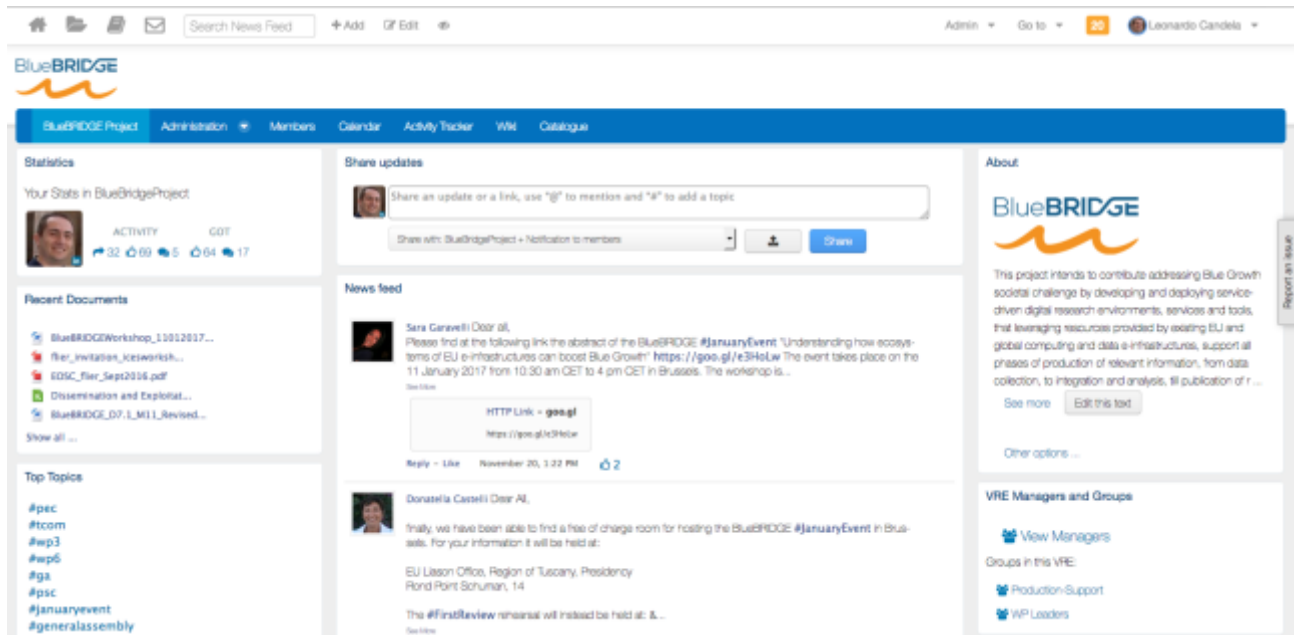 Search News Feed
Add
Edit
Admin
Go to
20
Leonardo Candela
BlueBRIDGE
BlueBRIDGE Project
Administration
Members
Calendar
Activity Tracker
Wiki
Catalogue
Statistics
Your Stats in BlueBridgeProject
ACTIVITY GOT
32 69 5 64 17
Recent Documents
BlueBRIDGEWorkshop_11012017...
flier_invitation_icesworksh...
EOSC_flier_Sept2016.pdf
Dissemination and Exploitat...
BlueBRIDGE_D7.1_M11_Revised...
Show all ...
Top Topics
#pec
#tcom
#wp3
#wp6
#ga
#psc
#januaryevent
#generalassembly
Share updates
Share an update or a link, use "@" to mention and "#" to add a topic
Share with: BlueBridgeProject + Notification to members
Share
News feed
Sara Garavelli Dear all,
Please find at the following link the abstract of the BlueBRIDGE #JanuaryEvent "Understanding how ecosys-
tems of EU e-infrastructures can boost Blue Growth" https://goo.gl/e3HoLw The event takes place on the
11 January 2017 from 10:30 am CET to 4 pm CET in Brussels. The workshop is...
See More
HTTP Link - goo.gl
https://goo.gl/e3HoLw
Reply - Like November 20, 1:22 PM 2
Donatella Castelli Dear All,
finally, we have been able to find a free of charge room for hosting the BlueBRIDGE #JanuaryEvent in Brus-
sels. For your information it will be held at:
EU Liason Office, Region of Tuscany, Presidency
Rond Point Schuman, 14
The #FirstReview rehearsal will instead be held at: &...
See More
About
BlueBRIDGE
This project intends to contribute addressing Blue Growth
societal challenge by developing and deploying service-
driven digital research environments, services and tools,
that leveraging resources provided by existing EU and
global computing and data e-infrastructures, support all
phases of production of relevant information, from data
collection, to integration and analysis, till publication of r ...
See more
Edit this text
Other options ...
VRE Managers and Groups
View Managers
Groups in this VRE:
Production-Support
WP Leaders
Report an issue